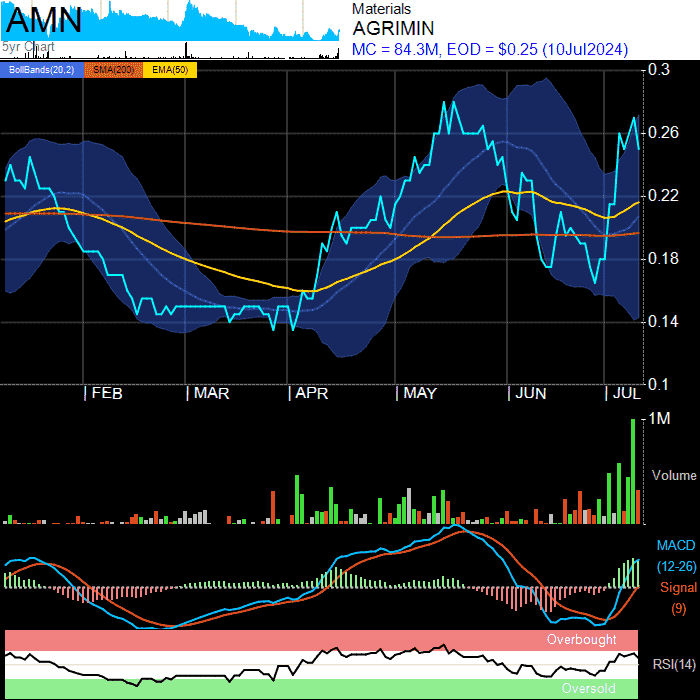 AMN
5yr Chart
Materials
AGRIMIN
MC = 84.3M, EOD = $0.25 (10Jul2024)
BollBands(20,2) SMA(200) EMA(50)
0.3
0.26
0.22
0.18
0.14
0.1
FEB MAR APR MAY JUN JUL
1M
Volume
MACD
(12-26)
Signal
(9)
Overbought
RSI(14)
Oversold